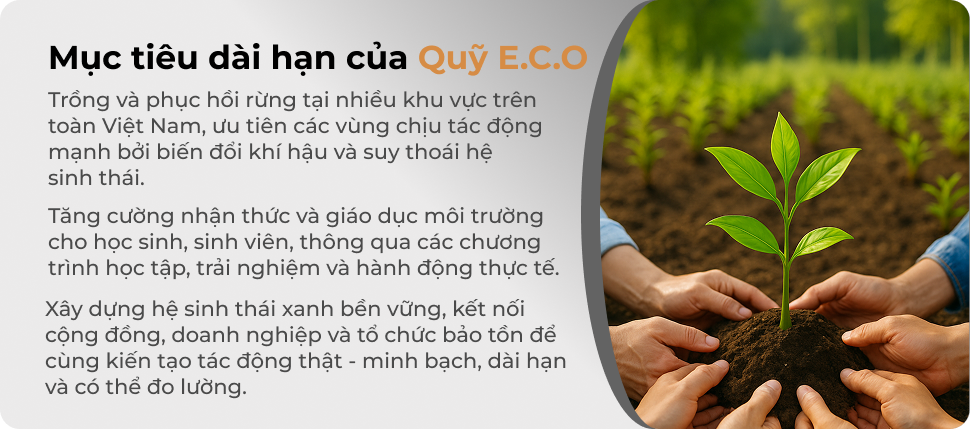 Mục tiêu dài hạn của Quỹ E.C.O
Trồng và phục hồi rừng tại nhiều khu vực trên
toàn Việt Nam, ưu tiên các vùng chịu tác động
mạnh bởi biến đổi khí hậu và suy thoái hệ
sinh thái.
Tăng cường nhận thức và giáo dục môi trường
cho học sinh, sinh viên, thông qua các chương
trình học tập, trải nghiệm và hành động thực tế.
Xây dựng hệ sinh thái xanh bền vững, kết nối
cộng đồng, doanh nghiệp và tổ chức bảo tồn để
cùng kiến tạo tác động thật - minh bạch, dài hạn
và có thể đo lường.